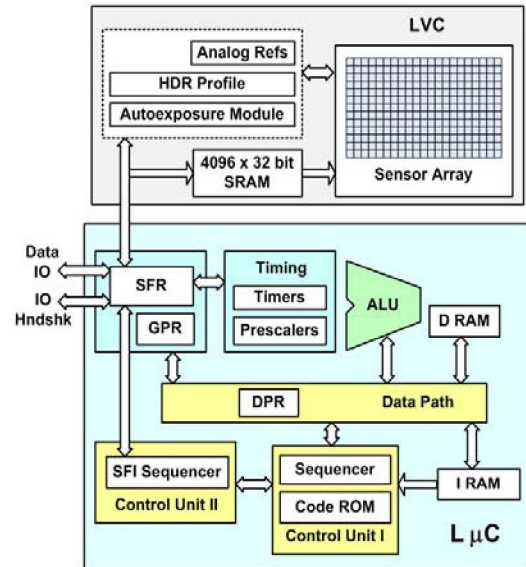 LVC
Analog Refs
HDR Profile
Autoexposure Module
4096 x 32 bit
SRAM
Sensor Array
Data
IO
IO
Hndshk
SFR
GPR
Timing
Timers
Prescalers
ALU
D RAM
DPR
Data Path
SFI Sequencer
Control Unit II
Sequencer
Code ROM
Control Unit I
I RAM
L μC